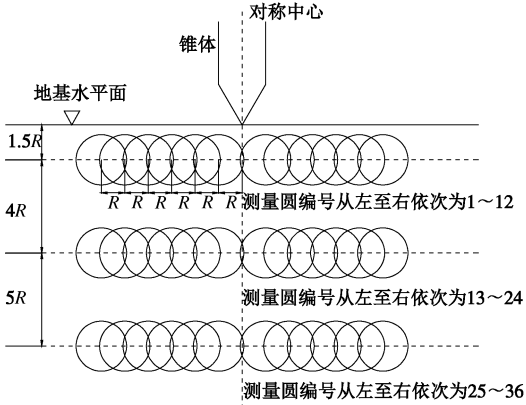 对称中心
锥体
地基水平面
1.5R
R R R R R R
测量圆编号从左至右依次为1～12
4R
测量圆编号从左至右依次为13～24
5R
测量圆编号从左至右依次为25～36